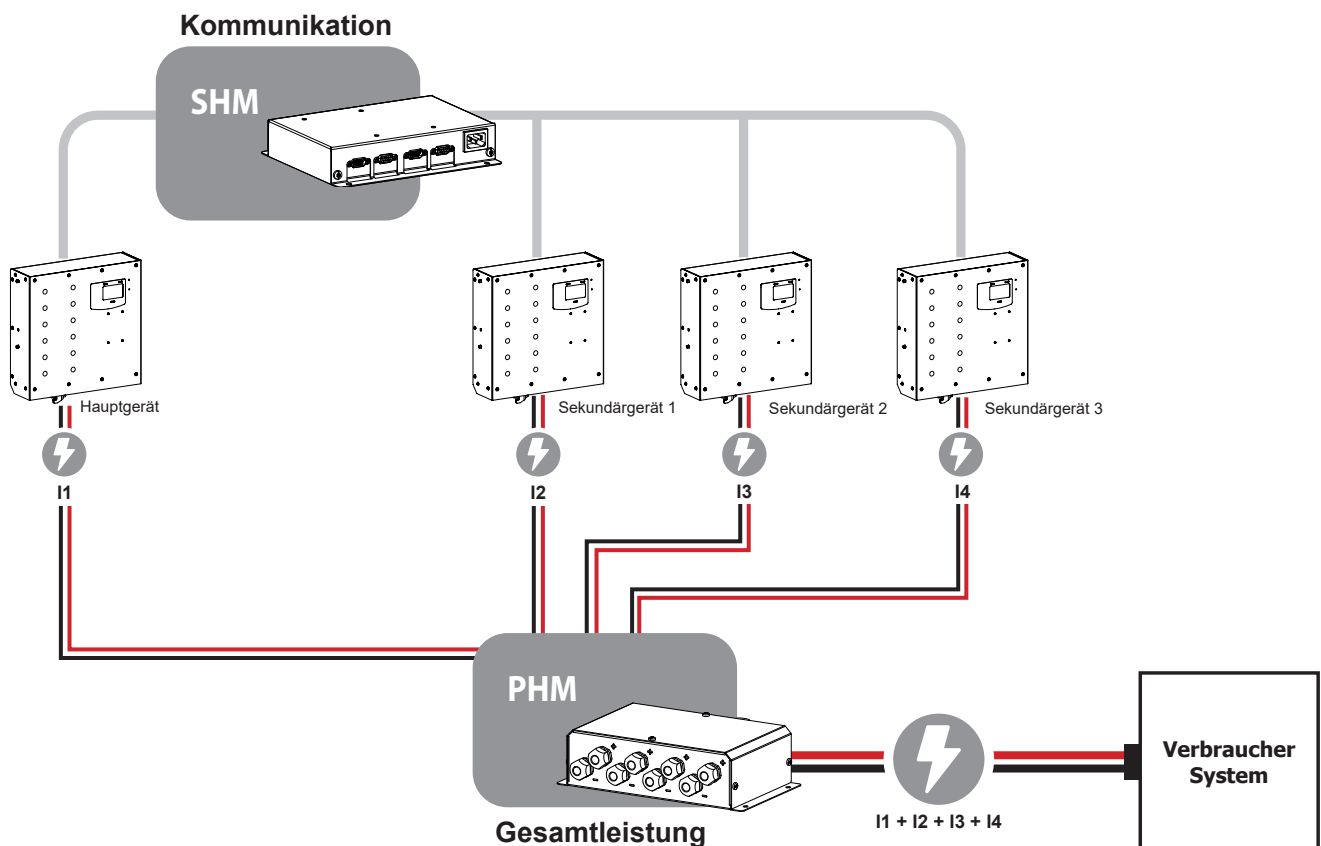 Kommunikation
SHM
Hauptgerät
Sekundärgerät 1
Sekundärgerät 2
Sekundärgerät 3
I1
I2
I3
I4
PHM
+ + + +
- - - -
Verbraucher
System
I1 + I2 + I3 + I4
Gesamtleistung